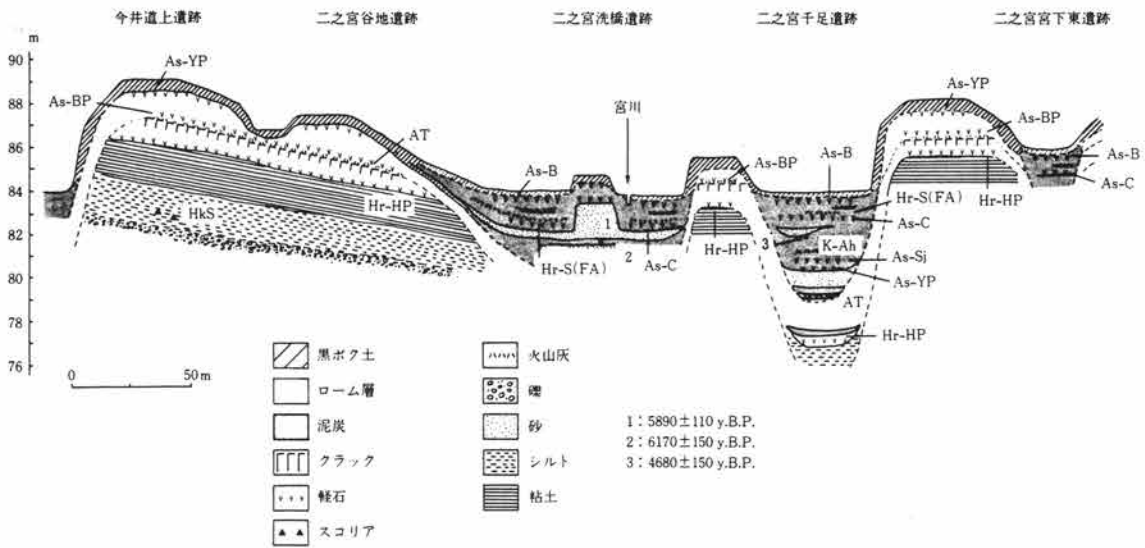 今井道上遺跡
二之宮谷地遺跡
二之宮洗橋遺跡
二之宮千足遺跡
二之宮宮下東遺跡
m
90
88
86
84
82
80
78
76
As-YP
As-BP
AT
Hr-HP
HkS
As-B
宮川
1
2
Hr-S(FA)
As-C
As-BP
Hr-HP
As-B
Hr-S(FA)
As-C
3
K-Ah
As-Sj
As-YP
AT
Hr-HP
As-YP
As-BP
As-B
As-C
Hr-HP
0 50m
黒ボク土
ローム層
泥炭
クラック
軽石
スコリア
火山灰
礫
砂
シルト
粘土
1：5890±110 y.B.P.
2：6170±150 y.B.P.
3：4680±150 y.B.P.